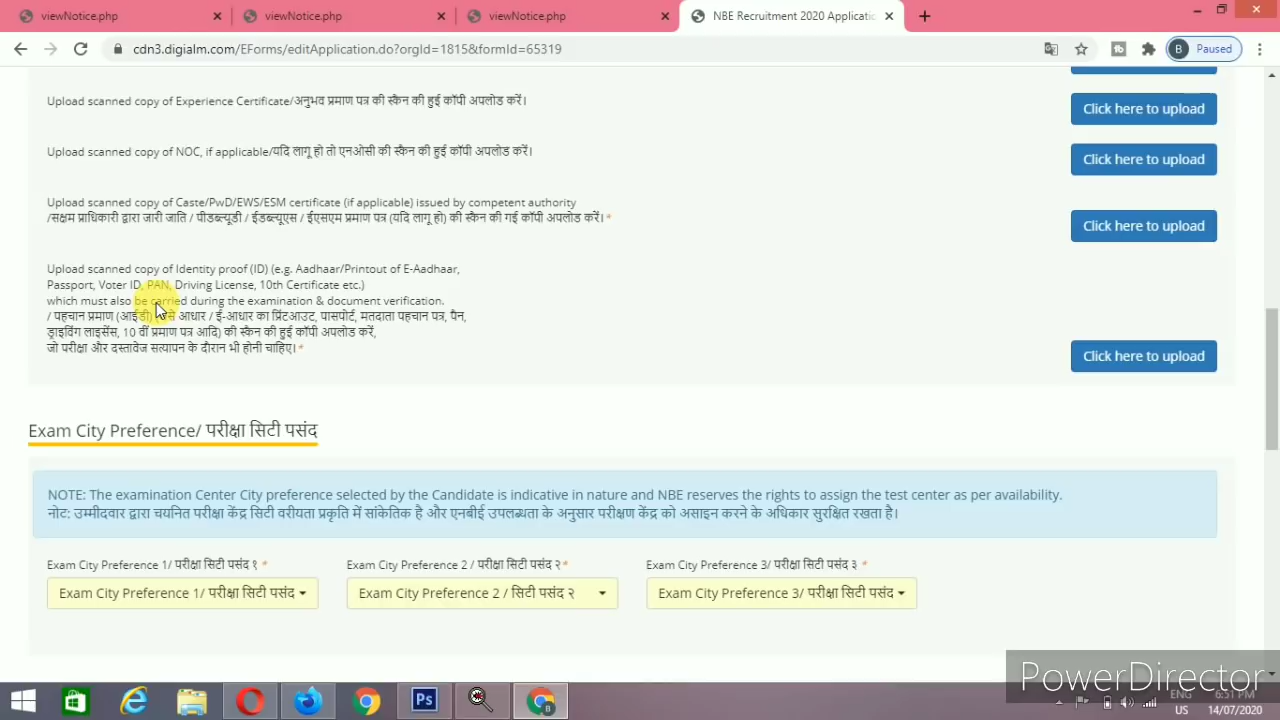 viewNotice.php
viewNotice.php
viewNotice.php
NBE Recruitment 2020 Applicatio
cdn3.digialm.com/EForms/editApplication.do?orgId=1815&formId=65319
B Paused
Upload scanned copy of Experience Certificate/अनुभव प्रमाण पत्र की स्कैन की हुई कॉपी अपलोड करें।
Click here to upload
Upload scanned copy of NOC, if applicable/यदि लागू हो तो एनओसी की स्कैन की हुई कॉपी अपलोड करें।
Click here to upload
Upload scanned copy of Caste/PwD/EWS/ESM certificate (if applicable) issued by competent authority
/सक्षम प्राधिकारी द्वारा जारी जाति / पीडब्ल्यूडी / ईडब्ल्यूएस / ईएसएम प्रमाण पत्र (यदि लागू हो) की स्कैन की गई कॉपी अपलोड करें। *
Click here to upload
Upload scanned copy of Identity proof (ID) (e.g. Aadhaar/Printout of E-Aadhaar,
Passport, Voter ID, PAN, Driving License, 10th Certificate etc.)
which must also be carried during the examination & document verification.
/ पहचान प्रमाण (आईडी) जैसे आधार / ई-आधार का प्रिंटआउट, पासपोर्ट, मतदाता पहचान पत्र, पैन,
ड्राइविंग लाइसेंस, 10 वीं प्रमाण पत्र आदि) की स्कैन की हुई कॉपी अपलोड करें,
जो परीक्षा और दस्तावेज सत्यापन के दौरान भी होनी चाहिए। *
Click here to upload
Exam City Preference/ परीक्षा सिटी पसंद
NOTE: The examination Center City preference selected by the Candidate is indicative in nature and NBE reserves the rights to assign the test center as per availability.
नोट: उम्मीदवार द्वारा चयनित परीक्षा केंद्र सिटी वरीयता प्रकृति में सांकेतिक है और एनबीई उपलब्धता के अनुसार परीक्षण केंद्र को असाइन करने के अधिकार सुरक्षित रखता है।
Exam City Preference 1/ परीक्षा सिटी पसंद १ *
Exam City Preference 2 / परीक्षा सिटी पसंद २ *
Exam City Preference 3/ परीक्षा सिटी पसंद ३ *
Exam City Preference 1/ परीक्षा सिटी पसंद
Exam City Preference 2 / सिटी पसंद २
Exam City Preference 3/ परीक्षा सिटी पसंद
PowerDirector
Ps
B
ENG
6:51 PM
US
14/07/2020